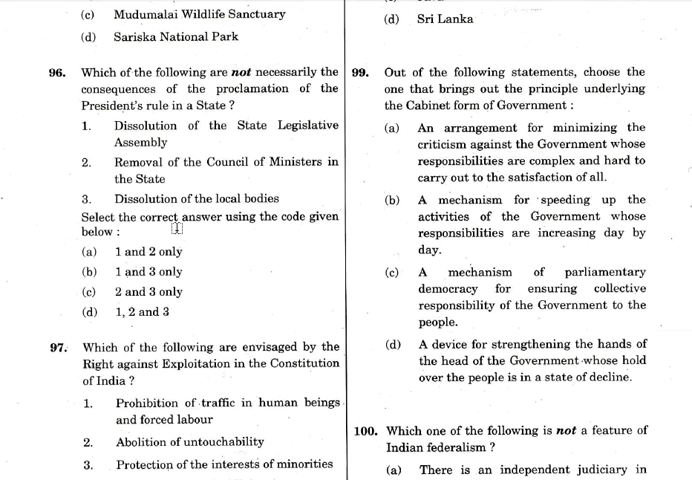 (c) Mudumalai Wildlife Sanctuary
(d) Sariska National Park
96. Which of the following are not necessarily the
consequences of the proclamation of the
President's rule in a State ?
1. Dissolution of the State Legislative
Assembly
2. Removal of the Council of Ministers in
the State
3. Dissolution of the local bodies
Select the correct answer using the code given
below :
(a) 1 and 2 only
(b) 1 and 3 only
(c) 2 and 3 only
(d) 1, 2 and 3
97. Which of the following are envisaged by the
Right against Exploitation in the Constitution
of India ?
1. Prohibition of traffic in human beings
and forced labour
2. Abolition of untouchability
3. Protection of the interests of minorities
(d) Sri Lanka
99. Out of the following statements, choose the
one that brings out the principle underlying
the Cabinet form of Government :
(a) An arrangement for minimizing the
criticism against the Government whose
responsibilities are complex and hard to
carry out to the satisfaction of all.
(b) A mechanism for speeding up the
activities of the Government whose
responsibilities are increasing day by
day.
(c) A mechanism of parliamentary
democracy for ensuring collective
responsibility of the Government to the
people.
(d) A device for strengthening the hands of
the head of the Government whose hold
over the people is in a state of decline.
100. Which one of the following is not a feature of
Indian federalism ?
(a) There is an independent judiciary in